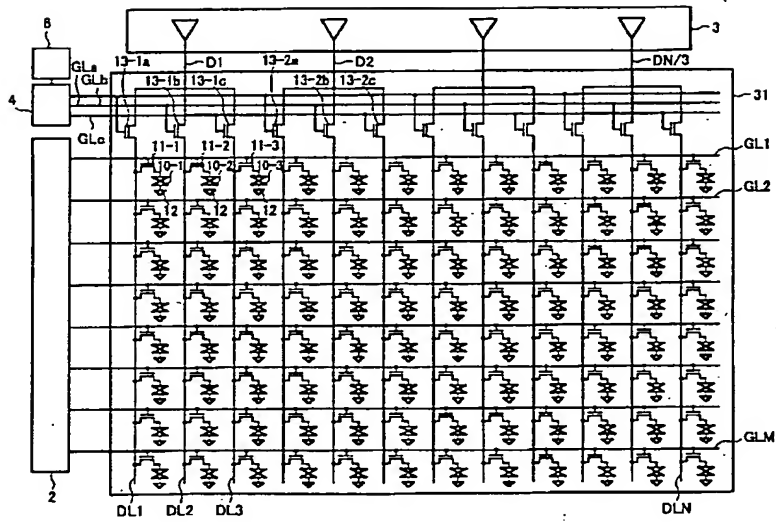 8
3
GLa
GLb
13-1a
D1
13-2a
D2
DN/3
13-1b
13-1c
13-2b
13-2c
31
4
GLc
11-1
11-2
11-3
GL1
10-1
10-2
10-3
GL2
12
12
12
GLM
2
DL1
DL2
DL3
DLN